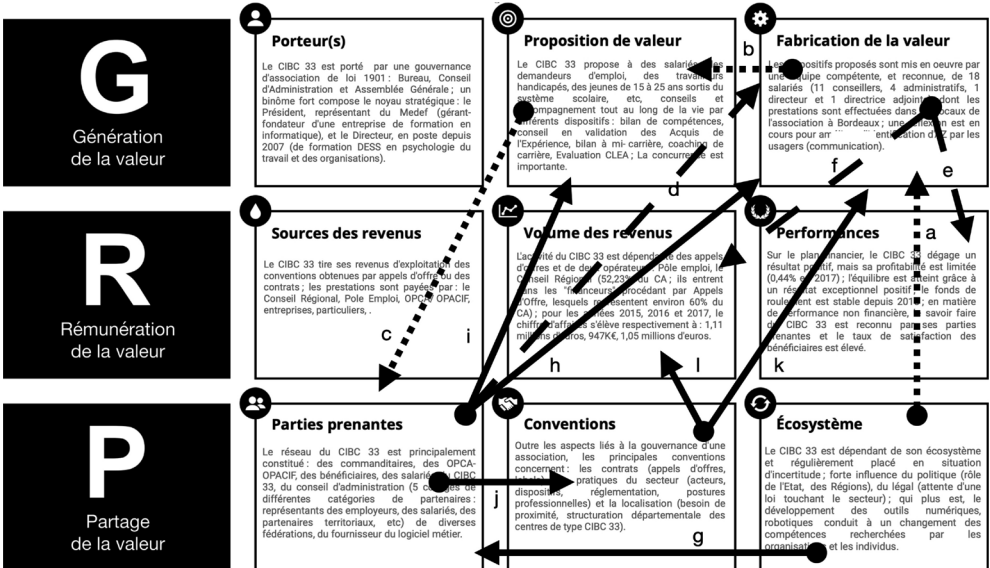 G
Génération
de la valeur
Porteur(s)
Le CIBC 33 est porté par une gouvernance
d'association de loi 1901 : Bureau, Conseil
d'Administration et Assemblée Générale ; un
binôme fort compose le noyau stratégique : le
Président, représentant du Medef (gérant-
fondateur d'une entreprise de formation en
informatique), et le Directeur, en poste depuis
2007 (de formation DESS en psychologie du
travail et des organisations).
Proposition de valeur
Le CIBC 33 propose à des salariés, des
demandeurs d'emploi, des travailleurs
handicapés, des jeunes de 15 à 25 ans sortis du
système scolaire, etc, conseils et
accompagnement tout au long de la vie par
différents dispositifs : bilan de compétences,
conseil en validation des Acquis de
l'Expérience, bilan à mi- carrière, coaching de
carrière, Evaluation CLEA ; La concurrence est
importante.
Fabrication de la valeur
Les dispositifs proposés sont mis en oeuvre par
une équipe compétente, et reconnue, de 18
salariés (11 conseillers, 4 administratifs, 1
directeur et 1 directrice adjointe) dont les
prestations sont effectuées dans locaux de
l'association à Bordeaux ; une réflexion est en
cours pour par les
usagers (communication).
b
d
f
e
R
Rémunération
de la valeur
Sources des revenus
Le CIBC 33 tire ses revenus d'exploitation des
conventions obtenues par appels d'offre ou des
contrats ; les prestations sont payées par : le
Conseil Régional, Pole Emploi, OPCA OPACIF,
entreprises, particuliers, .
Volume des revenus
L'activité du CIBC 33 est dépendante des appels
d'offres et de deux opérateurs : Pôle emploi, le
Conseil Régional (52,23% du CA ; ils entrent
dans les "financeurs" procédant par Appels
d'Offre, lesquels représentent environ 60% du
CA) ; pour les années 2015, 2016 et 2017, le
chiffre d'affaires s'élève respectivement à : 1,11
millions d'euros, 947K€, 1,05 millions d'euros.
Performances
Sur le plan financier, le CIBC 33 dégage un
résultat positif, mais sa profitabilité est limitée
(0,44% en 2017) ; l'équilibre est atteint grâce à
un résultat exceptionnel positif ; le fonds de
roulement est stable depuis ; en matière
de performance non financière, le savoir faire
du CIBC 33 est reconnu par ses parties
prenantes et le taux de satisfaction des
bénéficiaires est élevé.
a
c
i
h
l
k
P
Partage
de la valeur
Parties prenantes
Le réseau du CIBC 33 est principalement
constitué : des commanditaires, des OPCA-
OPACIF, des bénéficiaires, des salariés du CIBC
33, du conseil d'administration (5 collèges de
différentes catégories de partenaires :
représentants des employeurs, des salariés, des
partenaires territoriaux, etc) de diverses
fédérations, du fournisseur du logiciel métier.
Conventions
Outre les aspects liés à la gouvernance d'une
association, les principales conventions
concernent : les contrats (appels d'offres,
pratiques du secteur (acteurs,
dispositifs, réglementation, postures
professionnelles) et la localisation (besoin de
proximité, structuration départementale des
centres de type CIBC 33).
Écosystème
Le CIBC 33 est dépendant de son écosystème
et régulièrement placé en situation
d'incertitude ; forte influence du politique (rôle
de l'Etat, des Régions), du légal (attente d'une
loi touchant le secteur) ; qui plus est, le
développement des outils numériques,
robotiques conduit à un changement des
compétences recherchées par les
organisations et les individus.
j
g